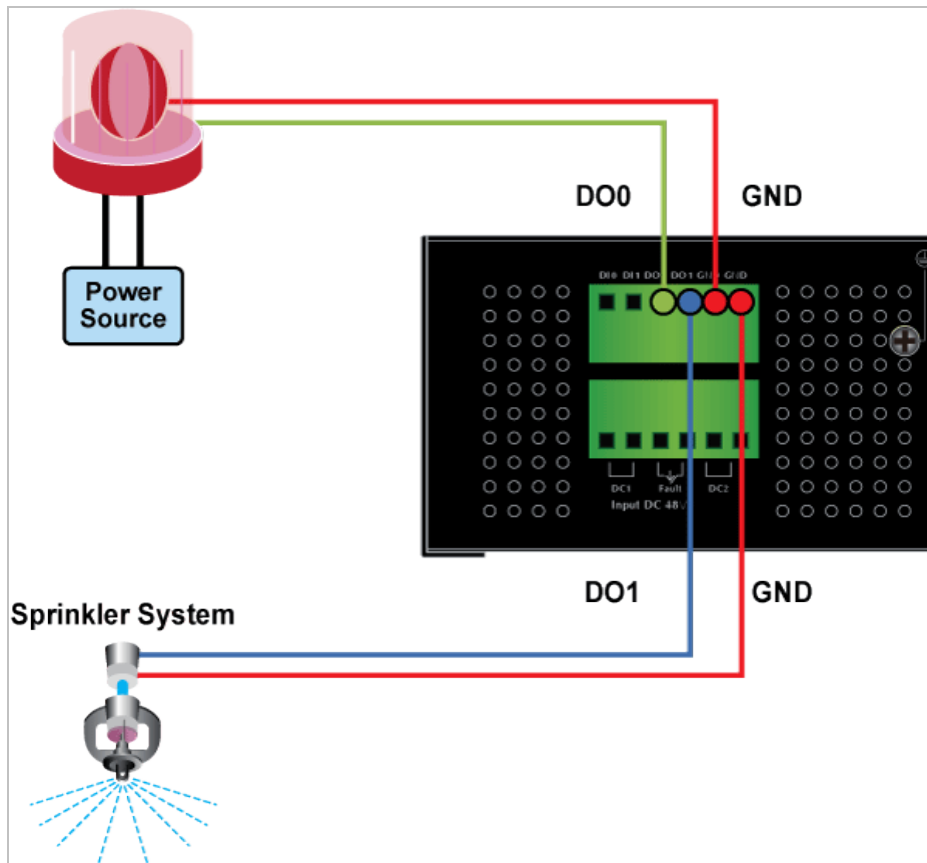 DO0 GND
DI0 DI1 DO0 DO1 GND GND
Power
Source
DC1 Fault DC2
Input DC 48V
DO1 GND
Sprinkler System